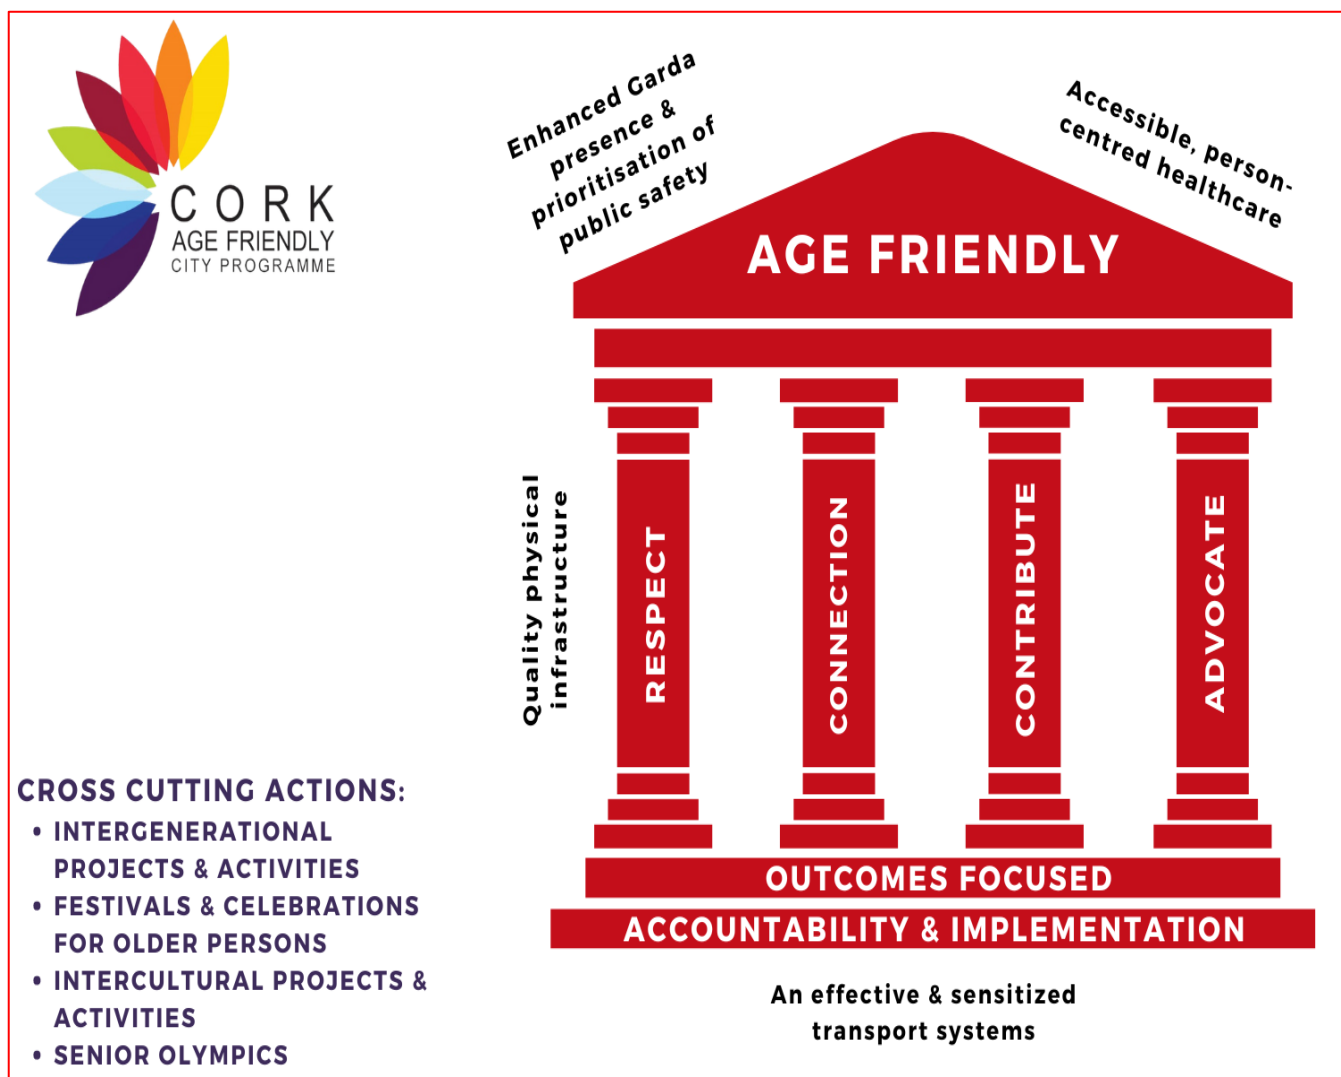 CORK
AGE FRIENDLY
CITY PROGRAMME
Enhanced Garda
presence &
prioritisation of
public safety
Accessible, person-
centred healthcare
AGE FRIENDLY
Quality physical
infrastructure
RESPECT
CONNECTION
CONTRIBUTE
ADVOCATE
OUTCOMES FOCUSED
ACCOUNTABILITY & IMPLEMENTATION
An effective & sensitized
transport systems
CROSS CUTTING ACTIONS:
• INTERGENERATIONAL
PROJECTS & ACTIVITIES
• FESTIVALS & CELEBRATIONS
FOR OLDER PERSONS
• INTERCULTURAL PROJECTS &
ACTIVITIES
• SENIOR OLYMPICS